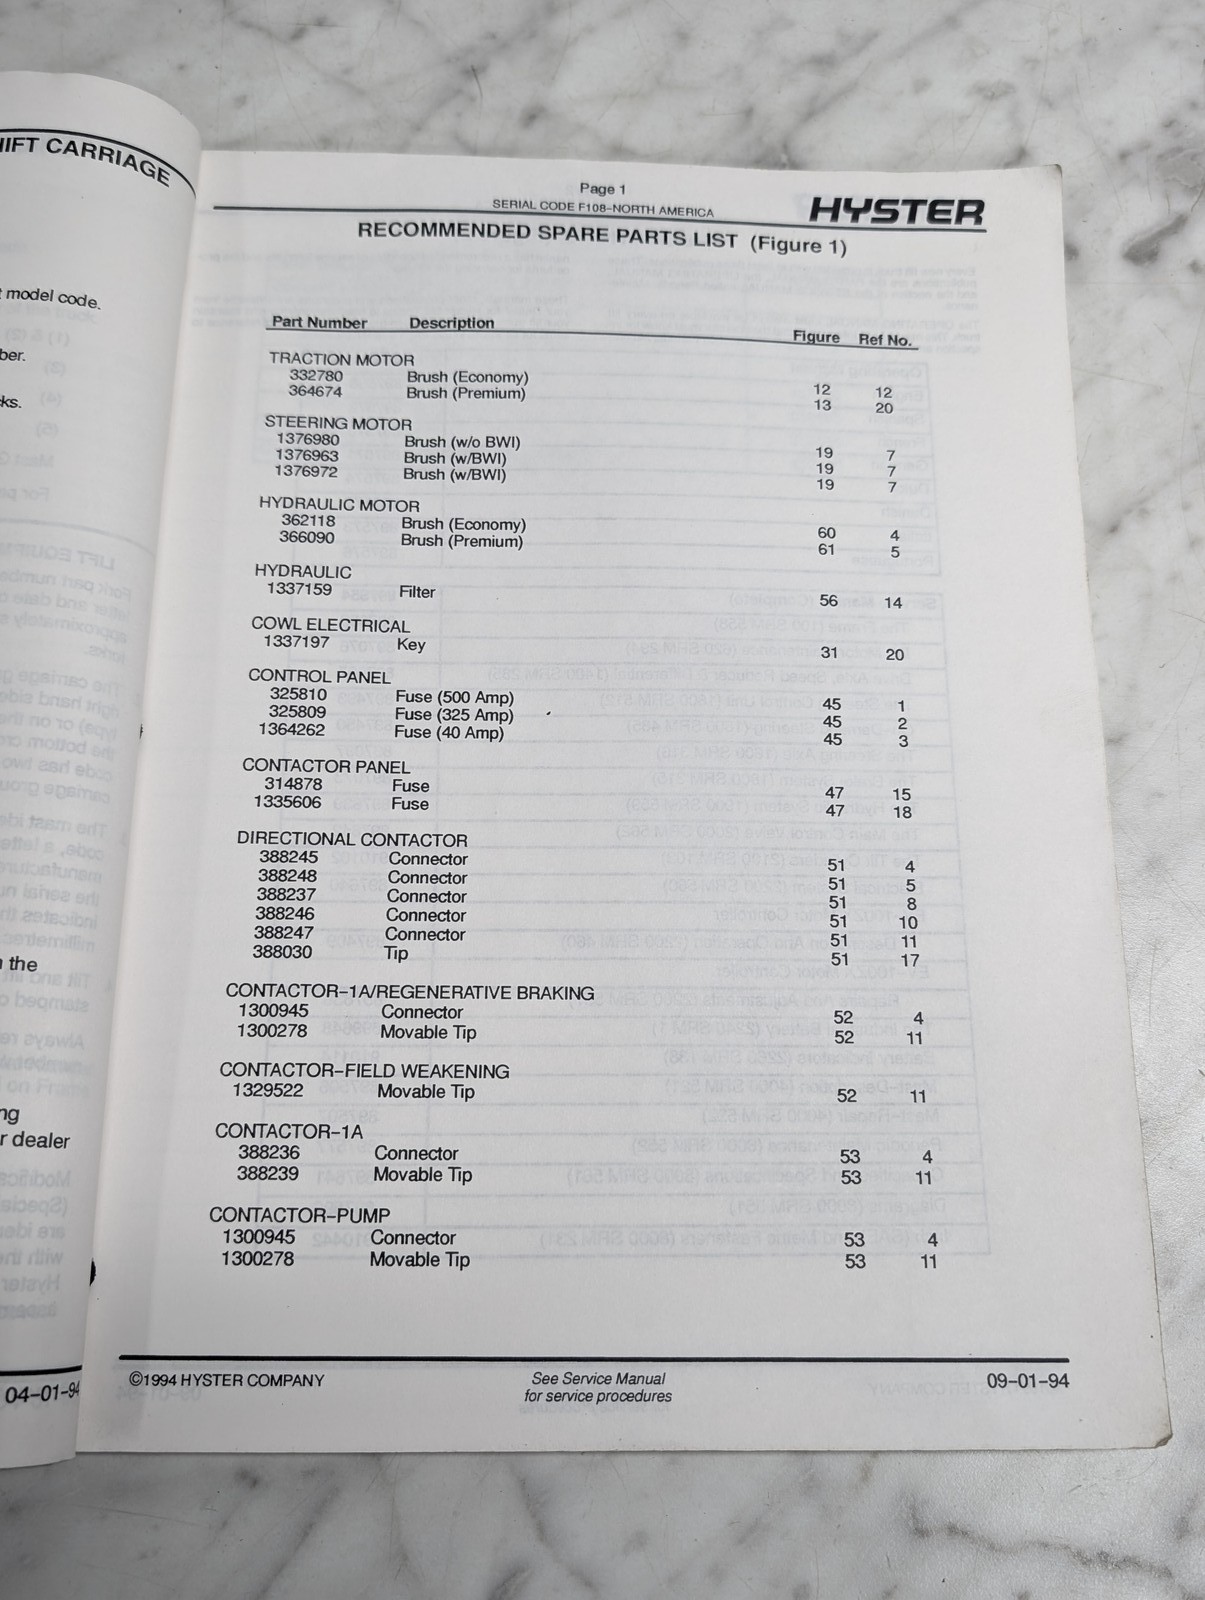 HIFT CARRIAGE
model code.
ber.
ks.
the
ng
r dealer
04-01-94
Page 1
SERIAL CODE F108-NORTH AMERICA
HYSTER
RECOMMENDED SPARE PARTS LIST (Figure 1)
Part Number Description Figure Ref No.
TRACTION MOTOR
332780 Brush (Economy) 12 12
364674 Brush (Premium) 13 20
STEERING MOTOR
1376980 Brush (w/o BWI) 19 7
1376963 Brush (w/BWI) 19 7
1376972 Brush (w/BWI) 19 7
HYDRAULIC MOTOR
362118 Brush (Economy) 60 4
366090 Brush (Premium) 61 5
HYDRAULIC
1337159 Filter 56 14
COWL ELECTRICAL
1337197 Key 31 20
CONTROL PANEL
325810 Fuse (500 Amp) 45 1
325809 Fuse (325 Amp) 45 2
1364262 Fuse (40 Amp) 45 3
CONTACTOR PANEL
314878 Fuse 47 15
1335606 Fuse 47 18
DIRECTIONAL CONTACTOR
388245 Connector 51 4
388248 Connector 51 5
388237 Connector 51 8
388246 Connector 51 10
388247 Connector 51 11
388030 Tip 51 17
CONTACTOR-1A/REGENERATIVE BRAKING
1300945 Connector 52 4
1300278 Movable Tip 52 11
CONTACTOR-FIELD WEAKENING
1329522 Movable Tip 52 11
CONTACTOR-1A
388236 Connector 53 4
388239 Movable Tip 53 11
CONTACTOR-PUMP
1300945 Connector 53 4
1300278 Movable Tip 53 11
©1994 HYSTER COMPANY
See Service Manual
for service procedures
09-01-94